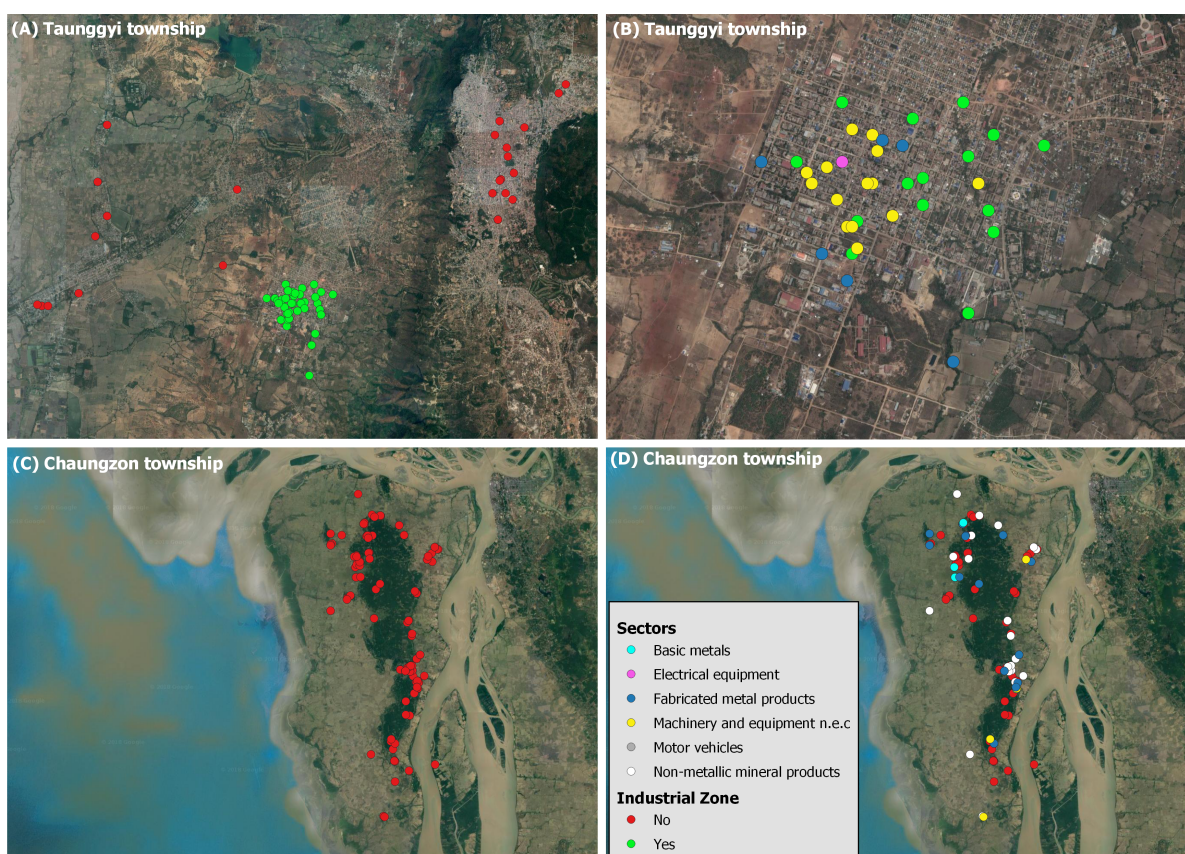 (A) Taunggyi township
(B) Taunggyi township
(C) Chaungzon township
(D) Chaungzon township
Sectors
Basic metals
Electrical equipment
Fabricated metal products
Machinery and equipment n.e.c
Motor vehicles
Non-metallic mineral products
Industrial Zone
No
Yes